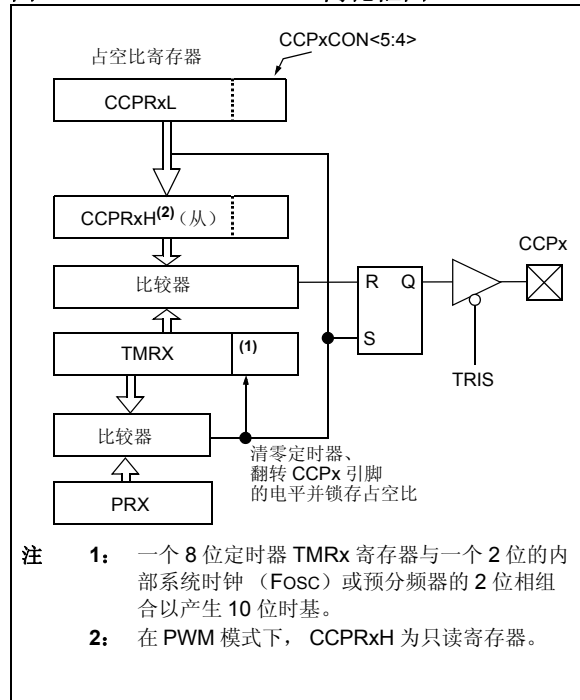 CCPxCON<5:4>
占空比寄存器
CCPRxL
CCPRxH(2)（从）
CCPx
比较器
R Q
TMRX (1)
S
TRIS
比较器
清零定时器、
翻转 CCPx 引脚
的电平并锁存占空比
PRX
注 1： 一个 8 位定时器 TMRx 寄存器与一个 2 位的内
部系统时钟 （FOSC）或预分频器的 2 位相组
合以产生 10 位时基。
2： 在 PWM 模式下， CCPRxH 为只读寄存器。